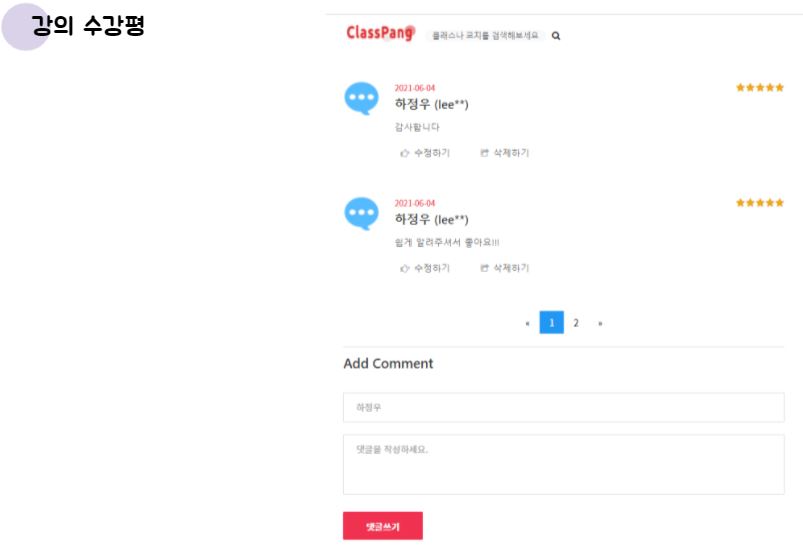 강의 수강평
ClassPang 클래스나 코치를 검색해보세요
2021-06-04
하정우 (lee**)
감사합니다
수정하기 삭제하기
2021-06-04
하정우 (lee**)
쉽게 알려주셔서 좋아요!!!
수정하기 삭제하기
« 1 2 »
Add Comment
하정우
댓글을 작성하세요.
댓글쓰기